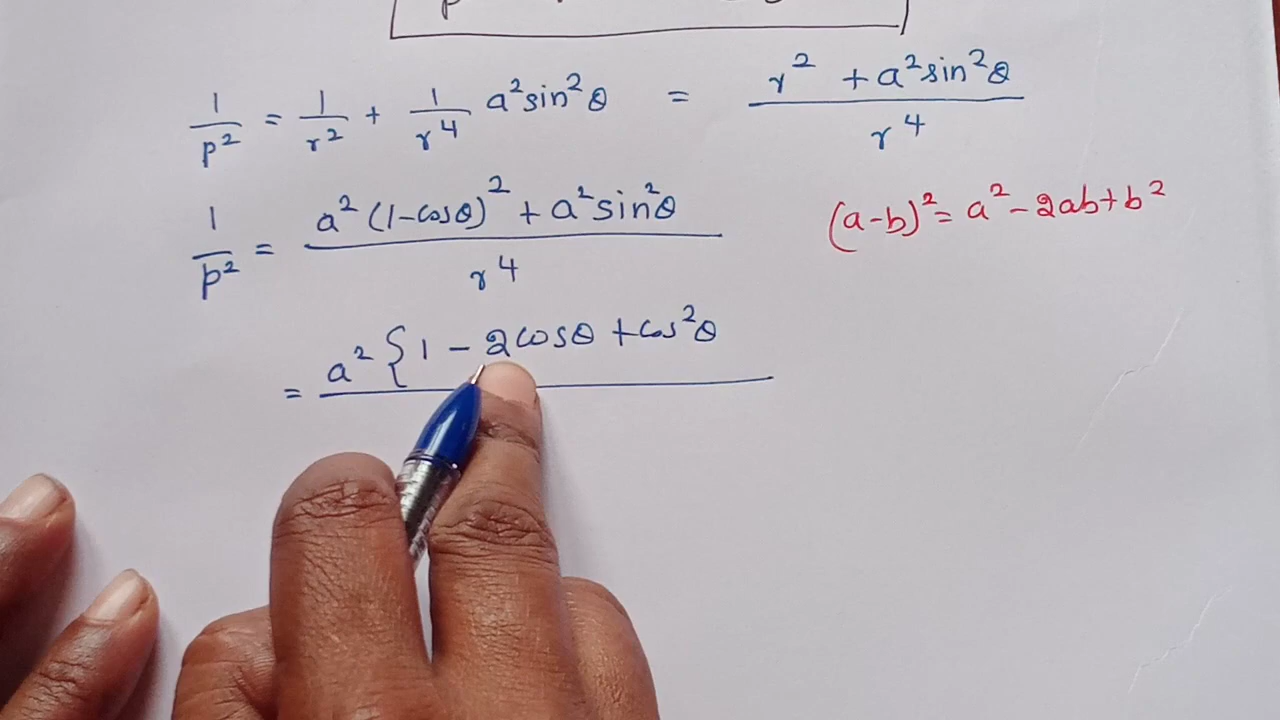 1/p² = 1/r² + 1/r⁴ a²sin²θ = (r² + a²sin²θ)/r⁴
1/p² = (a²(1-cosθ)² + a²sin²θ)/r⁴
(a-b)² = a² - 2ab + b²
= a² { 1 - 2cosθ + cos²θ